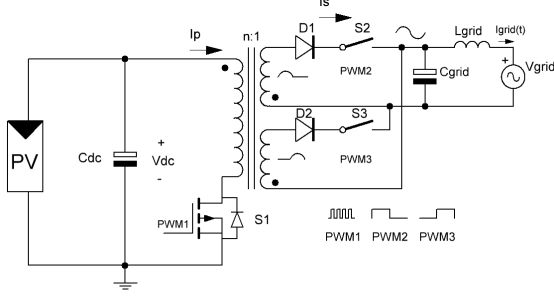 Is
D1
S2
Lgrid
Igrid(t)
Ip
n:1
PWM2
Cgrid
+
Vgrid
D2
S3
PV
Cdc
+
Vdc
-
PWM3
PWM1
S1
PWM1 PWM2 PWM3